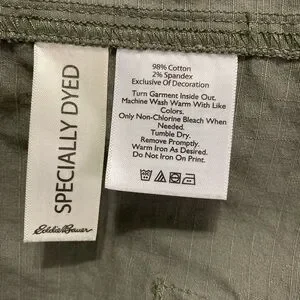 SPECIALLY DYED
Eddie Bauer
98% Cotton
2% Spandex
Exclusive Of Decoration
Turn Garment Inside Out.
Machine Wash Warm With Like
Colors.
Only Non-Chlorine Bleach When
Needed.
Tumble Dry.
Remove Promptly.
Warm Iron As Desired.
Do Not Iron On Print.